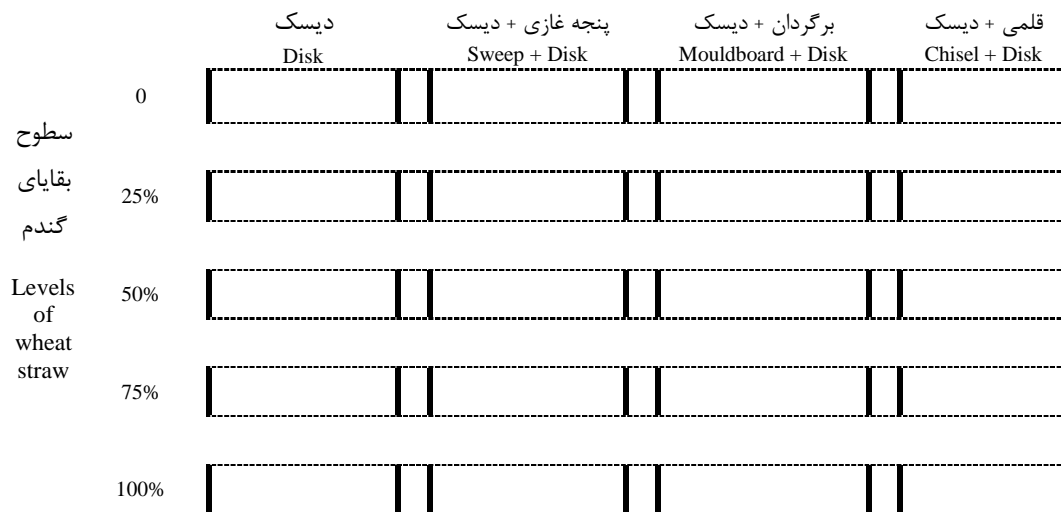 دیسک
Disk
پنجه غازی + دیسک
Sweep + Disk
برگردان + دیسک
Mouldboard + Disk
قلمی + دیسک
Chisel + Disk
سطوح
بقایای
گندم
Levels
of
wheat
straw
0
25%
50%
75%
100%